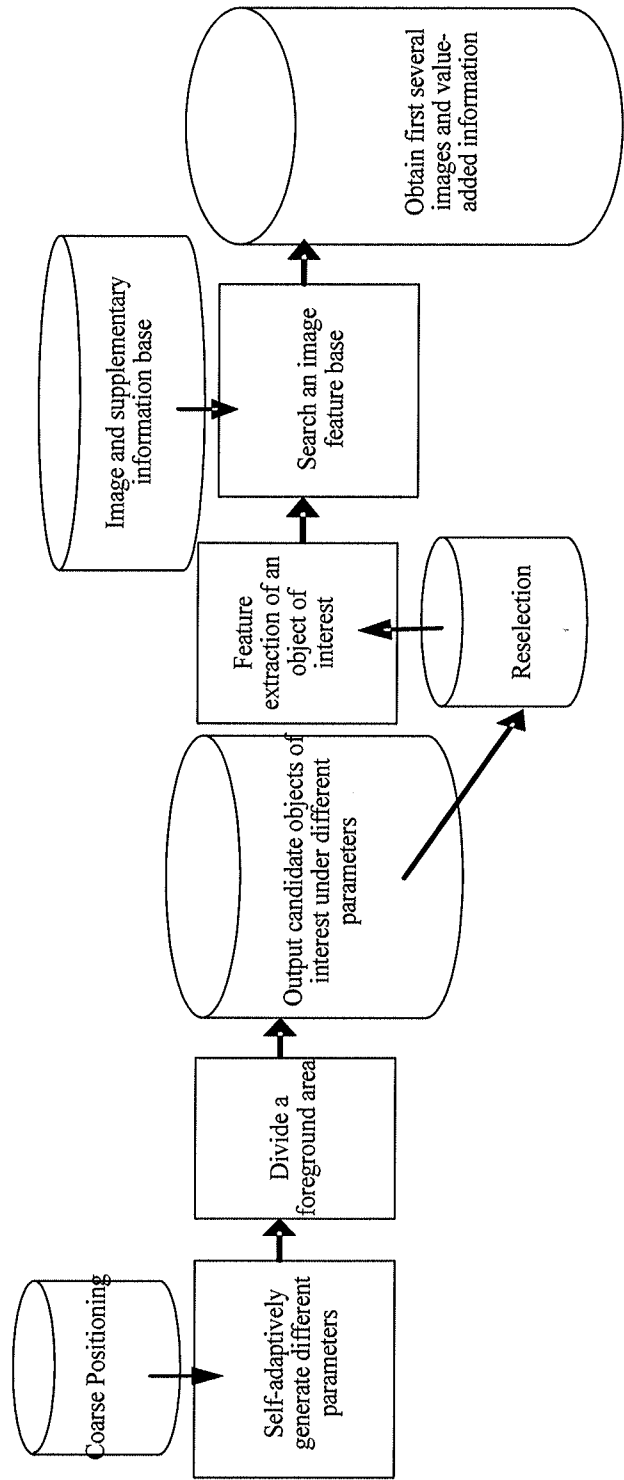 Coarse Positioning
Self-adaptively
generate different
parameters
Divide a
foreground area
Output candidate objects of
interest under different
parameters
Reselection
Feature
extraction of an
object of
interest
Image and supplementary
information base
Search an image
feature base
Obtain first several
images and value-
added information